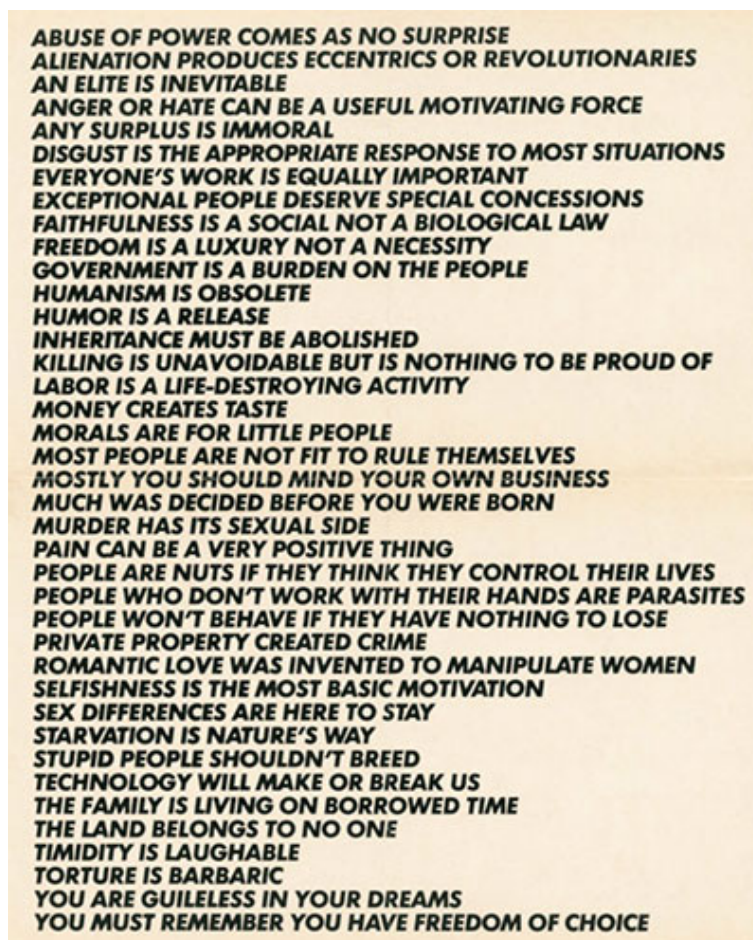 ABUSE OF POWER COMES AS NO SURPRISE
ALIENATION PRODUCES ECCENTRICS OR REVOLUTIONARIES
AN ELITE IS INEVITABLE
ANGER OR HATE CAN BE A USEFUL MOTIVATING FORCE
ANY SURPLUS IS IMMORAL
DISGUST IS THE APPROPRIATE RESPONSE TO MOST SITUATIONS
EVERYONE'S WORK IS EQUALLY IMPORTANT
EXCEPTIONAL PEOPLE DESERVE SPECIAL CONCESSIONS
FAITHFULNESS IS A SOCIAL NOT A BIOLOGICAL LAW
FREEDOM IS A LUXURY NOT A NECESSITY
GOVERNMENT IS A BURDEN ON THE PEOPLE
HUMANISM IS OBSOLETE
HUMOR IS A RELEASE
INHERITANCE MUST BE ABOLISHED
KILLING IS UNAVOIDABLE BUT IS NOTHING TO BE PROUD OF
LABOR IS A LIFE-DESTROYING ACTIVITY
MONEY CREATES TASTE
MORALS ARE FOR LITTLE PEOPLE
MOST PEOPLE ARE NOT FIT TO RULE THEMSELVES
MOSTLY YOU SHOULD MIND YOUR OWN BUSINESS
MUCH WAS DECIDED BEFORE YOU WERE BORN
MURDER HAS ITS SEXUAL SIDE
PAIN CAN BE A VERY POSITIVE THING
PEOPLE ARE NUTS IF THEY THINK THEY CONTROL THEIR LIVES
PEOPLE WHO DON'T WORK WITH THEIR HANDS ARE PARASITES
PEOPLE WON'T BEHAVE IF THEY HAVE NOTHING TO LOSE
PRIVATE PROPERTY CREATED CRIME
ROMANTIC LOVE WAS INVENTED TO MANIPULATE WOMEN
SELFISHNESS IS THE MOST BASIC MOTIVATION
SEX DIFFERENCES ARE HERE TO STAY
STARVATION IS NATURE'S WAY
STUPID PEOPLE SHOULDN'T BREED
TECHNOLOGY WILL MAKE OR BREAK US
THE FAMILY IS LIVING ON BORROWED TIME
THE LAND BELONGS TO NO ONE
TIMIDITY IS LAUGHABLE
TORTURE IS BARBARIC
YOU ARE GUILELESS IN YOUR DREAMS
YOU MUST REMEMBER YOU HAVE FREEDOM OF CHOICE